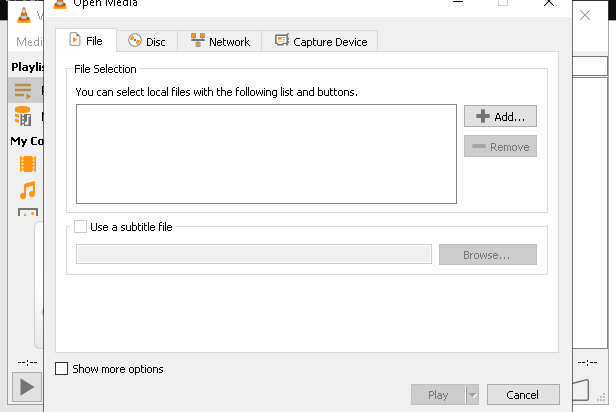 Open Media
Medi
File
Disc
Network
Capture Device
Playlis
File Selection
You can select local files with the following list and buttons.
Add...
Remove
My Co
Use a subtitle file
Browse...
--:--
--:--
Show more options
Play
Cancel